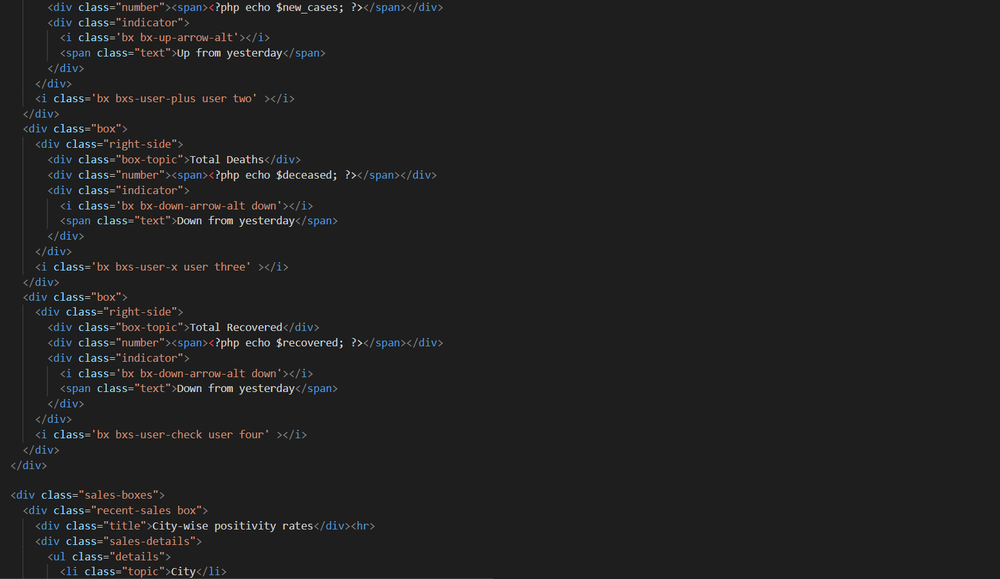 <div class="number"><span><?php echo $new_cases; ?></span></div>
<div class="indicator">
<i class='bx bx-up-arrow-alt'></i>
<span class="text">Up from yesterday</span>
</div>
</div>
<i class='bx bxs-user-plus user two' ></i>
</div>
<div class="box">
<div class="right-side">
<div class="box-topic">Total Deaths</div>
<div class="number"><span><?php echo $deceased; ?></span></div>
<div class="indicator">
<i class='bx bx-down-arrow-alt down'></i>
<span class="text">Down from yesterday</span>
</div>
</div>
<i class='bx bxs-user-x user three' ></i>
</div>
<div class="box">
<div class="right-side">
<div class="box-topic">Total Recovered</div>
<div class="number"><span><?php echo $recovered; ?></span></div>
<div class="indicator">
<i class='bx bx-down-arrow-alt down'></i>
<span class="text">Down from yesterday</span>
</div>
</div>
<i class='bx bxs-user-check user four' ></i>
</div>
</div>
<div class="sales-boxes">
<div class="recent-sales box">
<div class="title">City-wise positivity rates</div><hr>
<div class="sales-details">
<ul class="details">
<li class="topic">City</li>